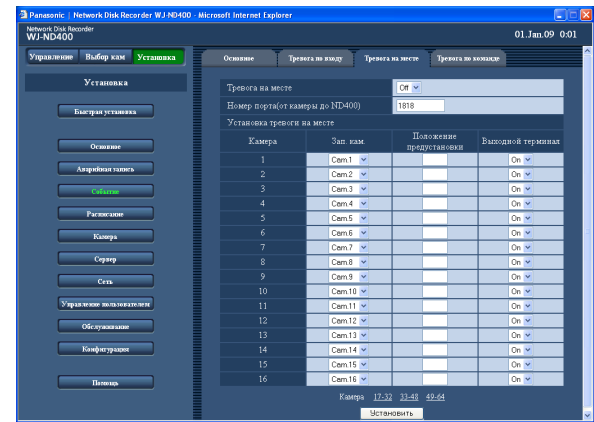 Panasonic | Network Disk Recorder WJ-ND400 - Microsoft Internet Explorer
Network Disk Recorder
WJ-ND400
01.Jan.09 0:01
Управление Выбор кам Установка
Основное Тревога по входу Тревога на месте Тревога по команде
Установка
Быстрая установка
Основное
Аварийная запись
Событие
Расписание
Камера
Сервер
Сеть
Управление пользователем
Обслуживание
Конфигурация
Помощь
Тревога на месте Off
Номер порта(от камеры до ND400) 1818
Установка тревоги на месте
Камера Зап. кам. Положение предустановки Выходной терминал
1 Cam.1 On
2 Cam.2 On
3 Cam.3 On
4 Cam.4 On
5 Cam.5 On
6 Cam.6 On
7 Cam.7 On
8 Cam.8 On
9 Cam.9 On
10 Cam.10 On
11 Cam.11 On
12 Cam.12 On
13 Cam.13 On
14 Cam.14 On
15 Cam.15 On
16 Cam.16 On
Камера 17-32 33-48 49-64
Установить